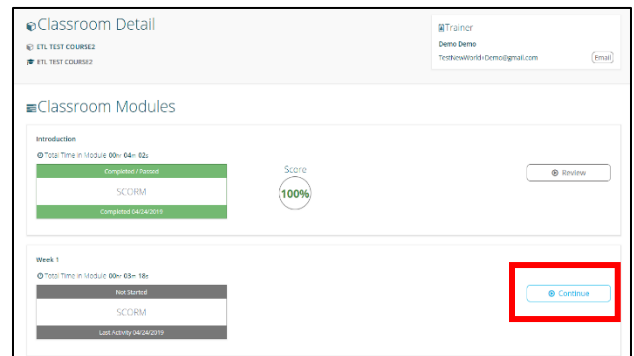 Classroom Detail
ETL TEST COURSE2
ETL TEST COURSE2
Trainer
Demo Demo
TestNewWorld+Demo@gmail.com
Email
Classroom Modules
Introduction
Total Time in Module 00hr 04m 02s
Completed / Passed
SCORM
Completed 04/24/2019
Score
100%
Review
Week 1
Total Time in Module 00hr 03m 18s
Not Started
SCORM
Last Activity 04/24/2019
Continue